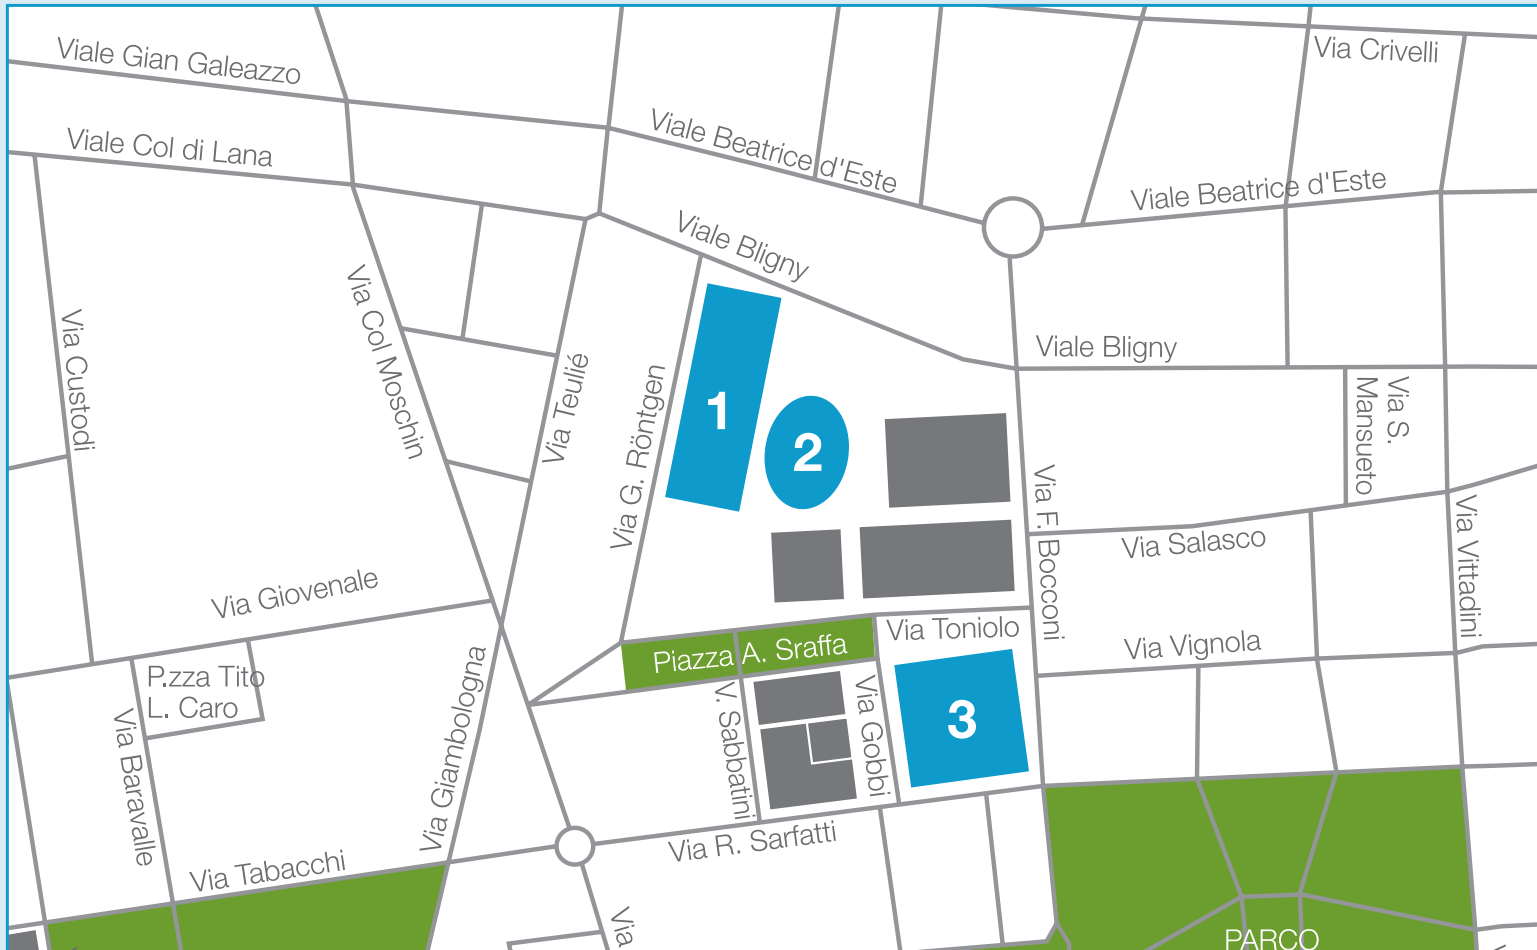 Viale Gian Galeazzo
Via Crivelli
Viale Col di Lana
Viale Beatrice d'Este
Viale Beatrice d'Este
Viale Bligny
Viale Bligny
Via Custodi
Via Col Moschin
Via Teulié
Via G. Röntgen
1
2
Via S.
Mansueto
Via F. Bocconi
Via Salasco
Via Vittadini
Via Giovenale
Via Toniolo
Piazza A. Sraffa
Via Vignola
P.zza Tito
L. Caro
Via Baravalle
Via Giambologna
V. Sabbatini
Via Gobbi
3
Via R. Sarfatti
Via Tabacchi
Via
PARCO